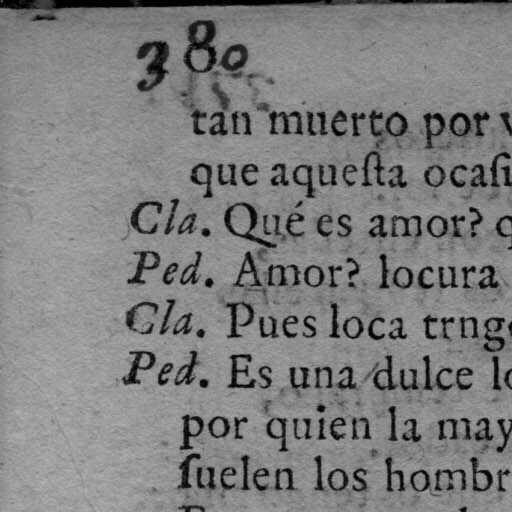 380
tan muerto por
que aquesta ocasi
Cla. Qué es amor? q
Ped. Amor? locura
Cla. Pues loca trngo
Ped. Es una dulce lo
por quien la may
suelen los hombr